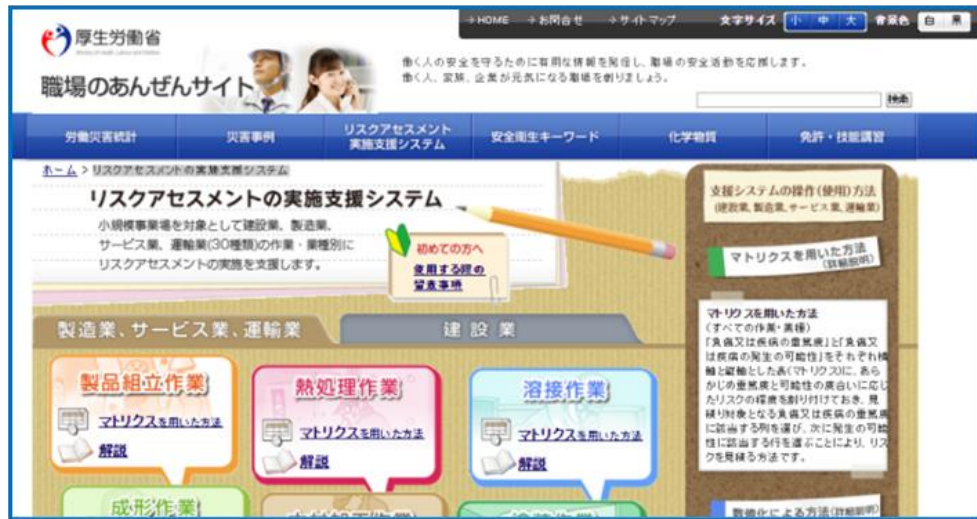 →HOME →お問合せ →サイトマップ 文字サイズ 小 中 大 背景色 白 黒
厚生労働省
職場のあんぜんサイト
働く人の安全を守るために有用な情報を発信し、職場の安全活動を応援します。
働く人、家族、企業が元気になる職場を創りましょう。
検索
労働災害統計 災害事例 リスクアセスメント
実施支援システム 安全衛生キーワード 化学物質 免許・技能講習
ホーム > リスクアセスメントの実施支援システム
リスクアセスメントの実施支援システム
小規模事業場を対象として建設業、製造業、
サービス業、運輸業(30種類)の作業・業種別に
リスクアセスメントの実施を支援します。
初めての方へ
使用する際の
留意事項
製造業、サービス業、運輸業 建設業
製品組立作業
マトリクスを用いた方法
解説
熱処理作業
マトリクスを用いた方法
解説
溶接作業
マトリクスを用いた方法
解説
成形作業
支援システムの操作(使用)方法
(建設業、製造業、サービス業、運輸業)
マトリクスを用いた方法
(詳細説明)
マトリクスを用いた方法
(すべての作業・業種)
「負傷又は疾病の重篤度」と「負傷又
は疾病の発生の可能性」をそれぞれ横
軸と縦軸とした表(マトリクス)に、あら
かじめ重篤度と可能性の度合いに応じ
たリスクの程度を割り付けておき、見
積り対象となる負傷又は疾病の重篤度
に該当する列を選び、次に発生の可能
性に該当する行を選ぶことにより、リス
クを見積る方法です。
数値化による方法(詳細説明)